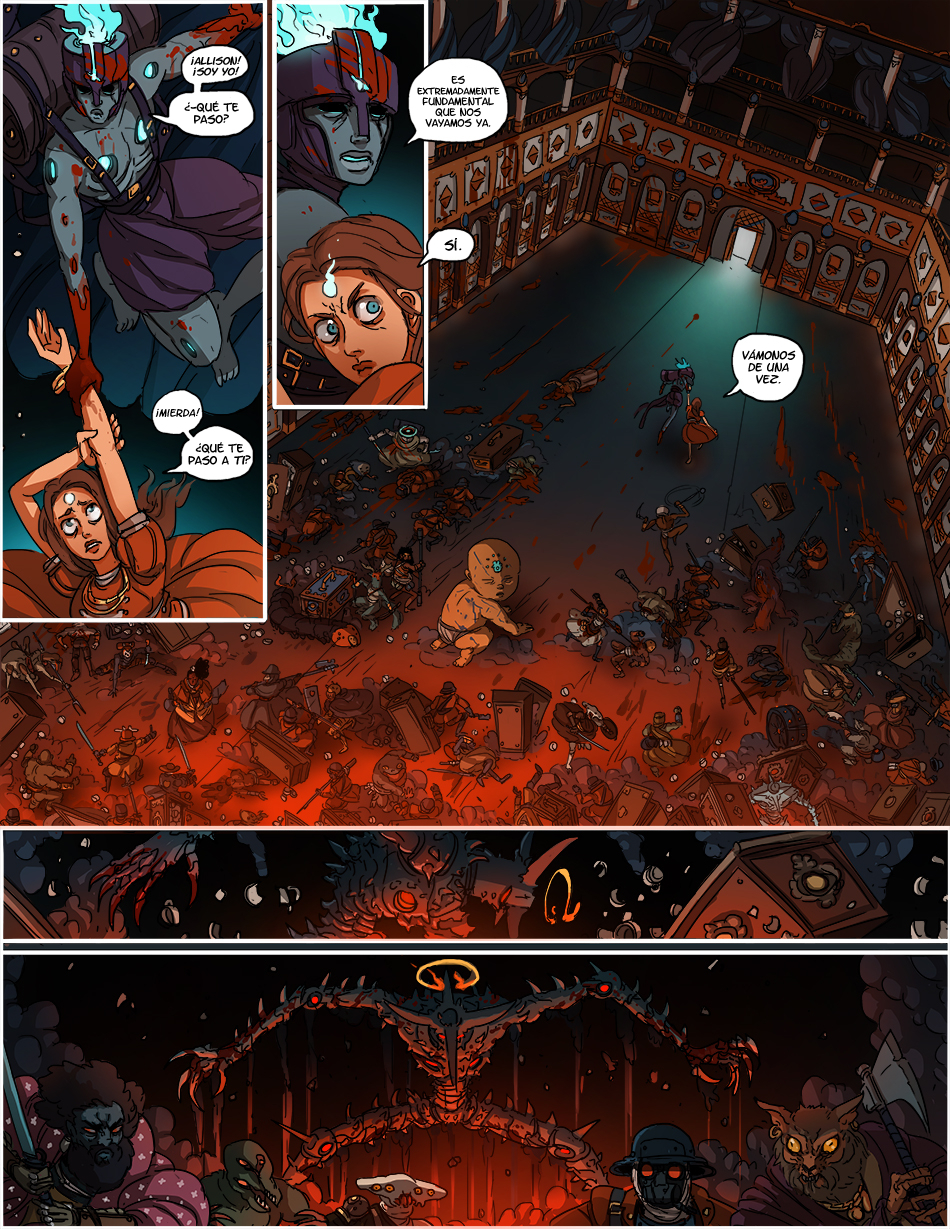 ¡ALLISON!
¡SOY YO!
¿-QUÉ TE
PASO?
¡MIERDA!
¿QUÉ TE
PASO A TI?
ES
EXTREMADAMENTE
FUNDAMENTAL
QUE NOS
VAYAMOS YA.
SÍ.
VÁMONOS
DE UNA
VEZ.